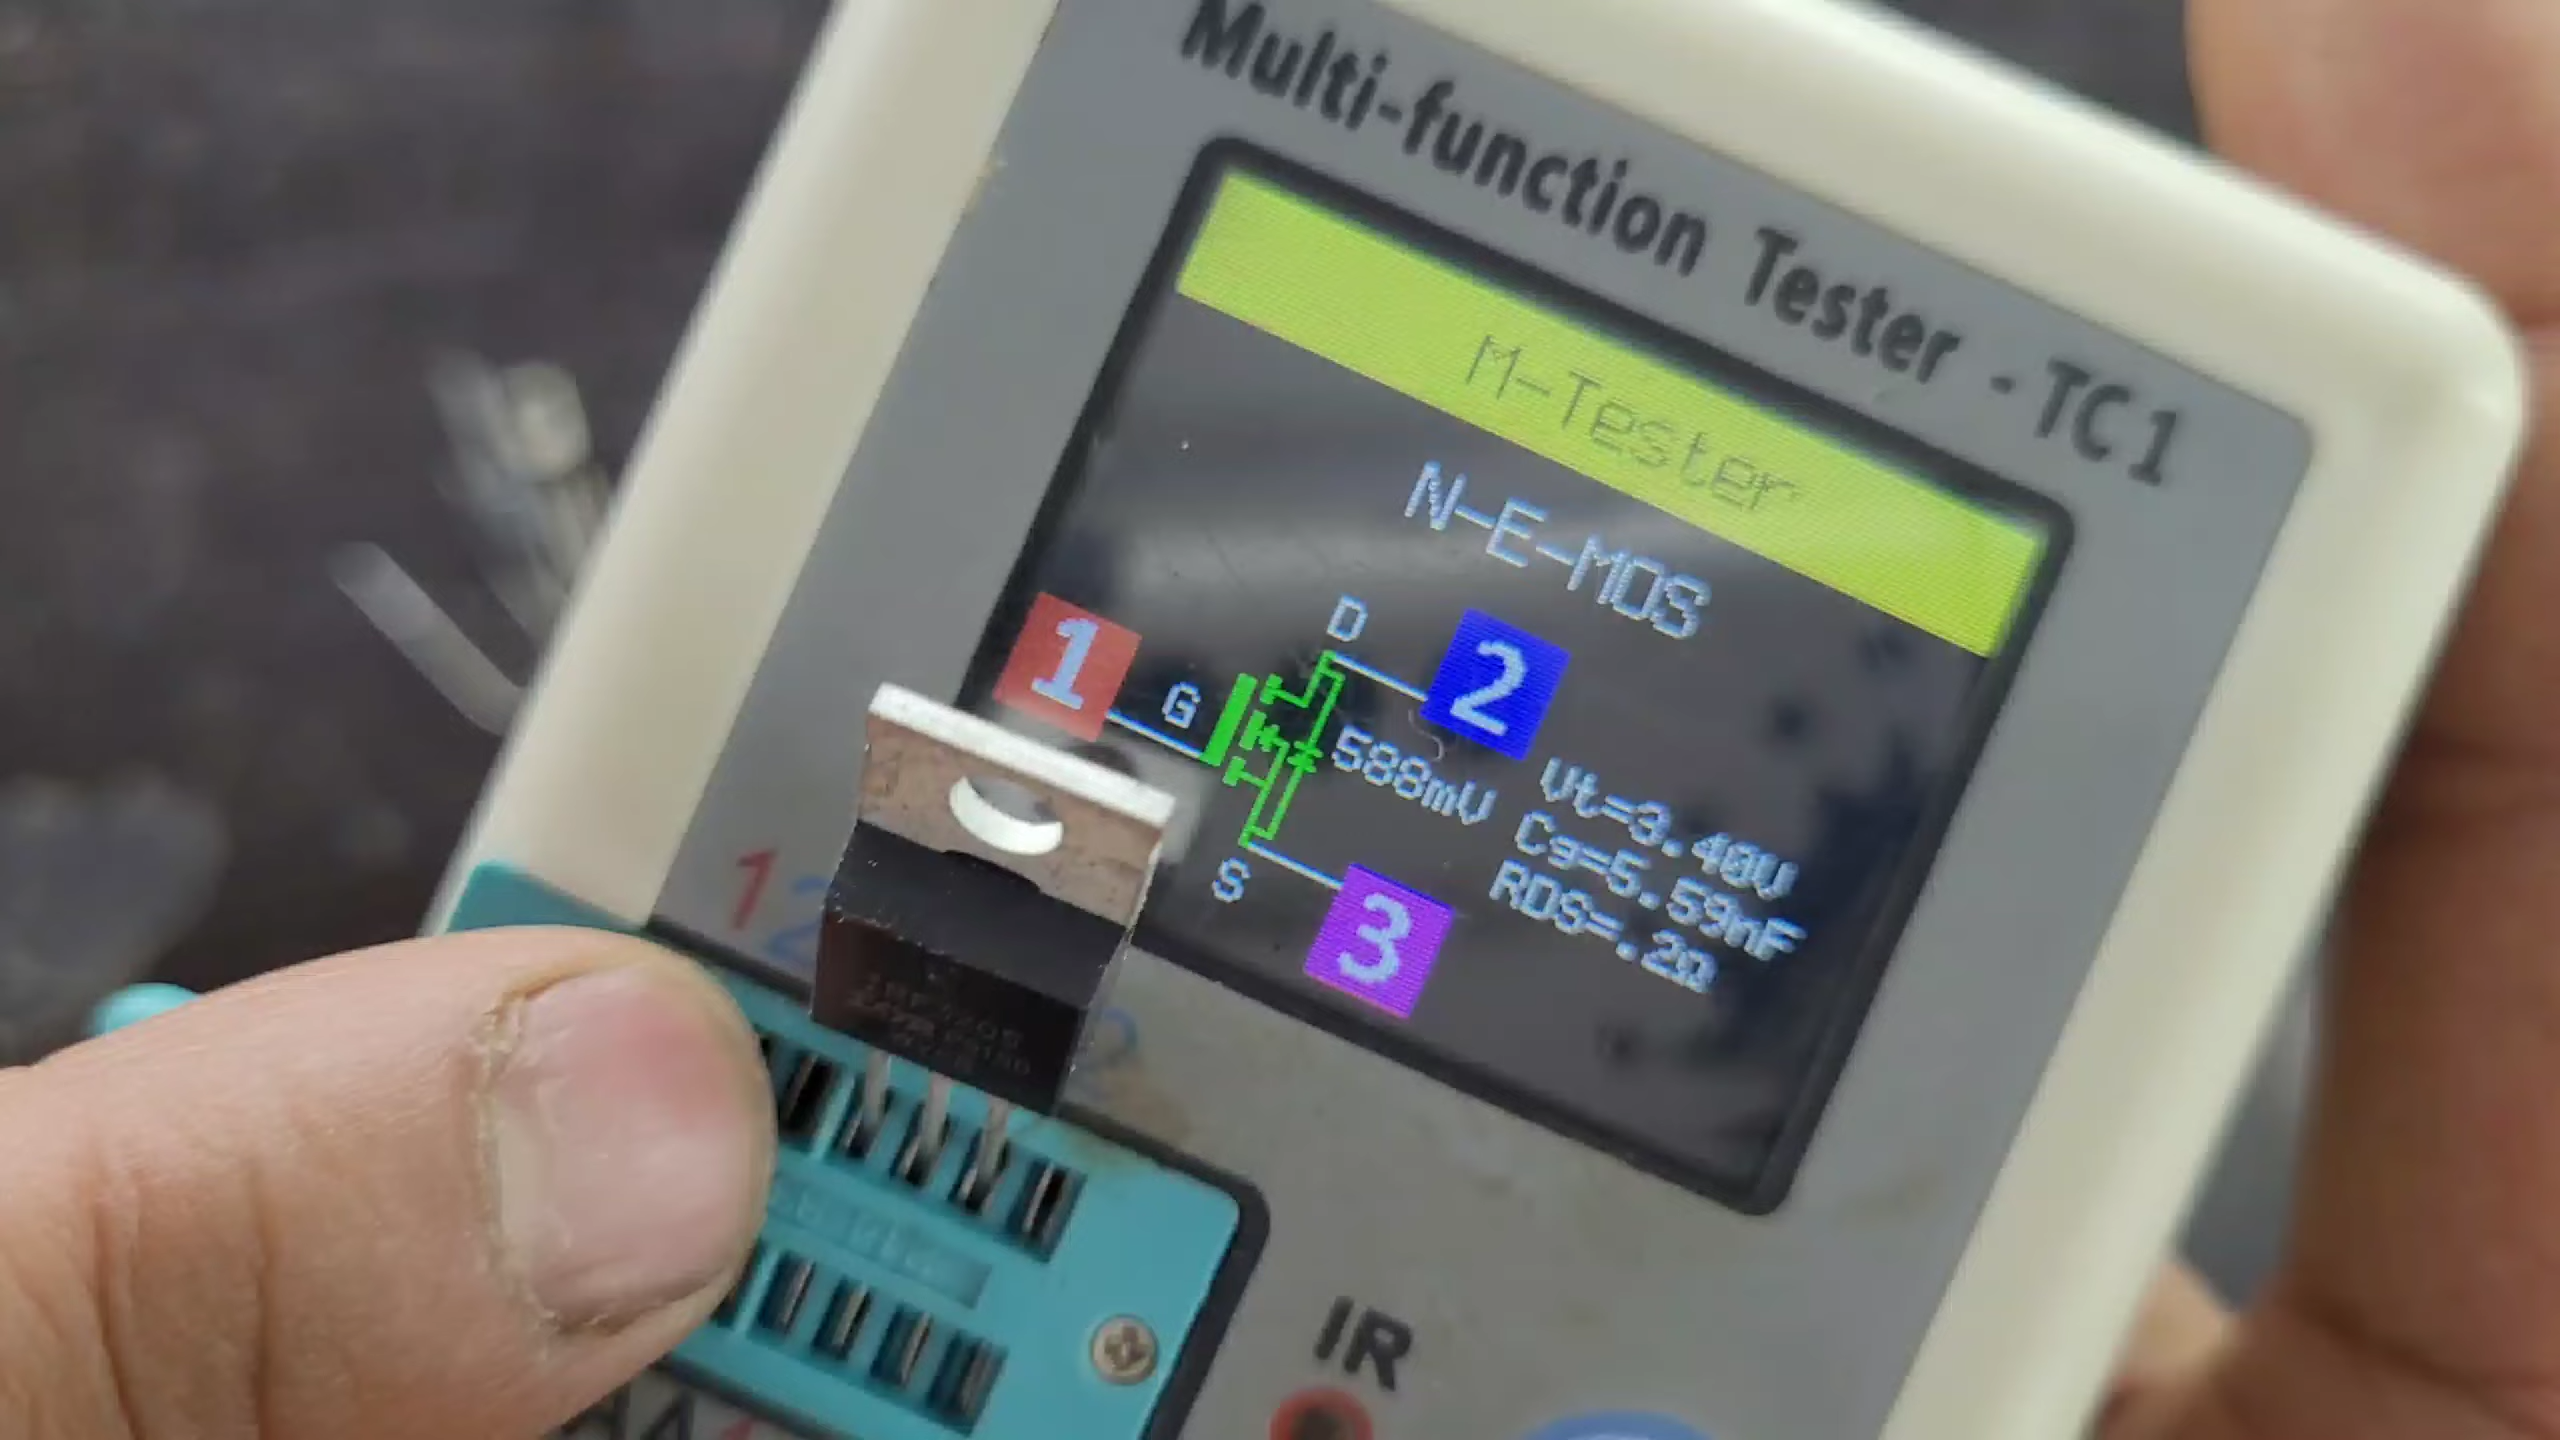 Multi-function Tester - TC1
M-Tester
N-E-MOS
D
1
2
G
588mV
Vt=3.40V
Cg=5.59nF
RDS=.2Ω
S
3
1 2
IR